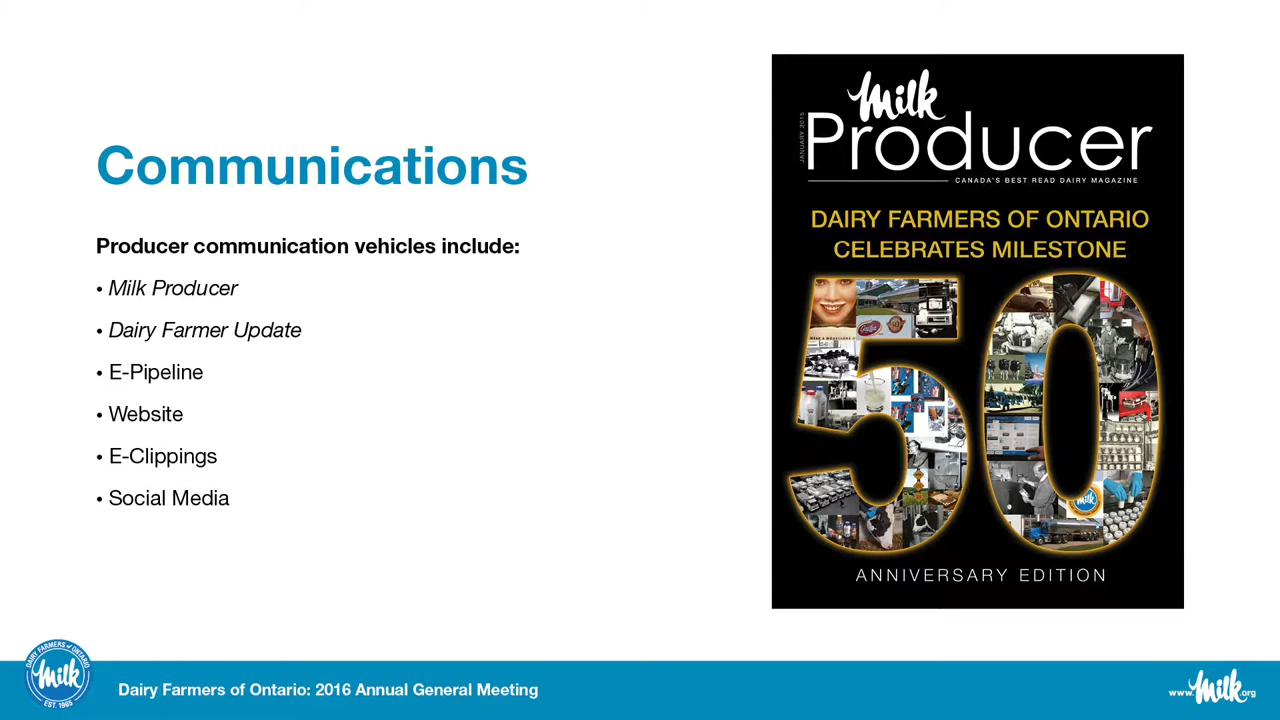 Communications
Producer communication vehicles include:
• Milk Producer
• Dairy Farmer Update
• E-Pipeline
• Website
• E-Clippings
• Social Media
JANUARY 2015
Milk
Producer
CANADA'S BEST READ DAIRY MAGAZINE
DAIRY FARMERS OF ONTARIO
CELEBRATES MILESTONE
50
Milk
ANNIVERSARY EDITION
DAIRY FARMERS of ONTARIO
Milk
EST. 1965
Dairy Farmers of Ontario: 2016 Annual General Meeting
www.Milk.org